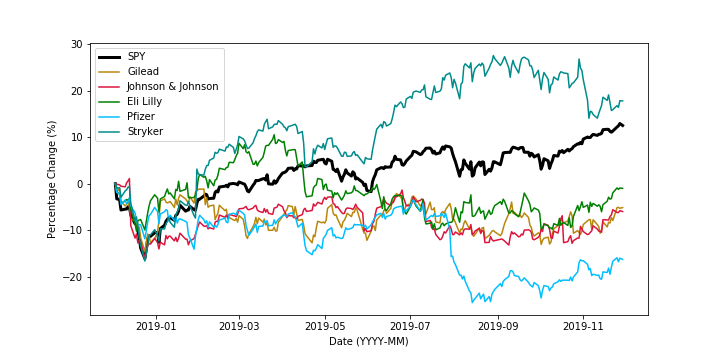 30
20
10
0
−10
−20
Percentage Change (%)
SPY
Gilead
Johnson & Johnson
Eli Lilly
Pfizer
Stryker
2019-01
2019-03
2019-05
2019-07
2019-09
2019-11
Date (YYYY-MM)